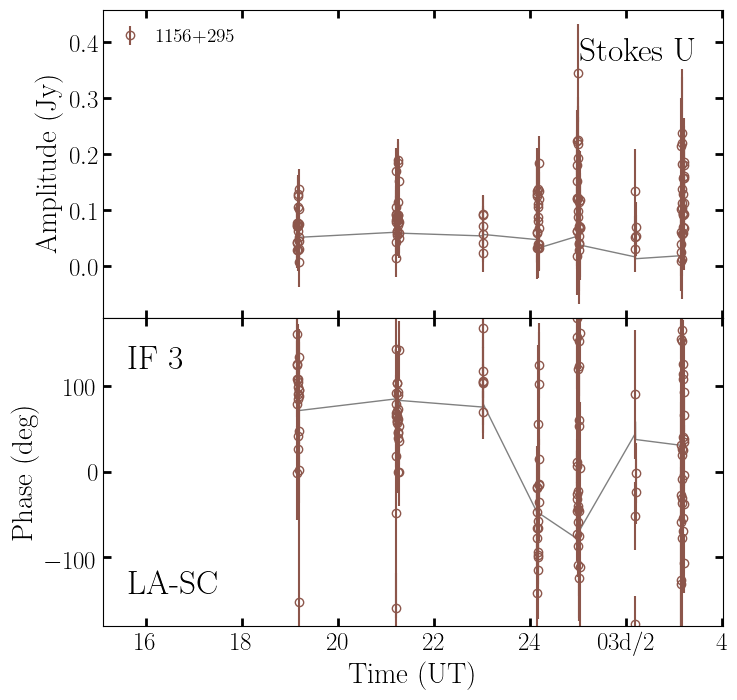 1156+295
Stokes U
Amplitude (Jy)
0.4
0.3
0.2
0.1
0.0
IF 3
LA-SC
Phase (deg)
100
0
−100
16 18 20 22 24 03d/2 4
Time (UT)